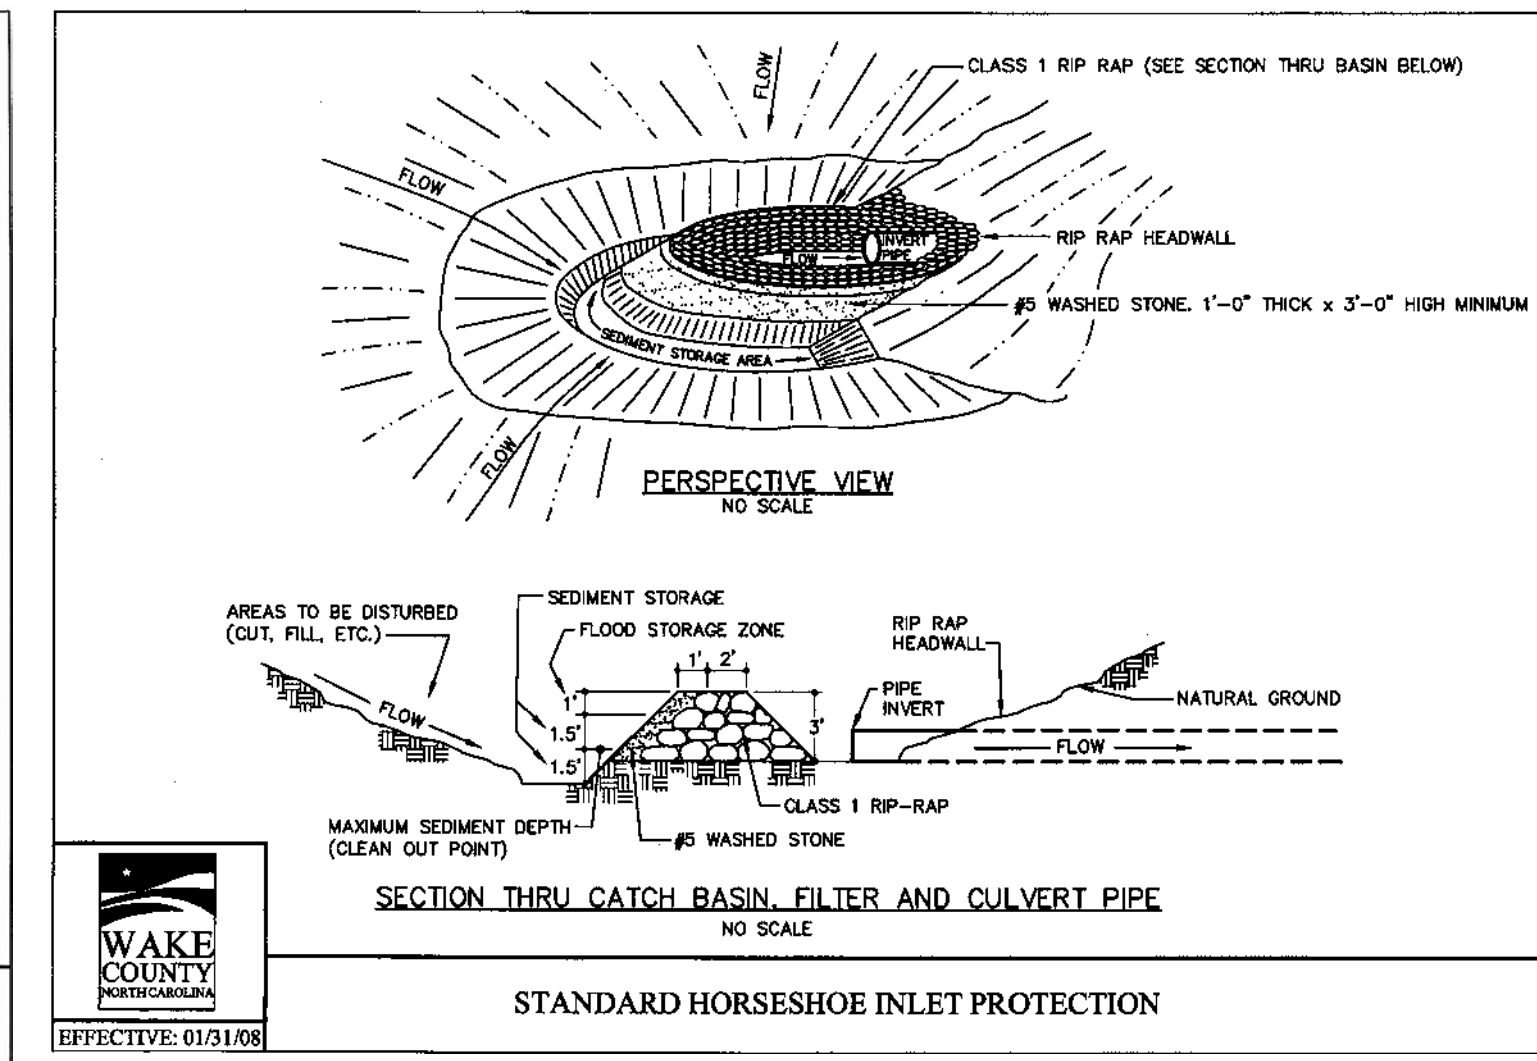 FLOW
CLASS 1 RIP RAP (SEE SECTION THRU BASIN BELOW)
FLOW
INVERT
PIPE
FLOW
RIP RAP HEADWALL
#5 WASHED STONE. 1'-0" THICK x 3'-0" HIGH MINIMUM
SEDIMENT STORAGE AREA
FLOW
PERSPECTIVE VIEW
NO SCALE
AREAS TO BE DISTURBED
(CUT, FILL, ETC.)
SEDIMENT STORAGE
FLOOD STORAGE ZONE
RIP RAP
HEADWALL
1' 2'
1'
1.5'
1.5'
3'
PIPE
INVERT
NATURAL GROUND
FLOW
FLOW
CLASS 1 RIP-RAP
MAXIMUM SEDIMENT DEPTH
(CLEAN OUT POINT)
#5 WASHED STONE
SECTION THRU CATCH BASIN, FILTER AND CULVERT PIPE
NO SCALE
WAKE
COUNTY
NORTH CAROLINA
EFFECTIVE: 01/31/08
STANDARD HORSESHOE INLET PROTECTION